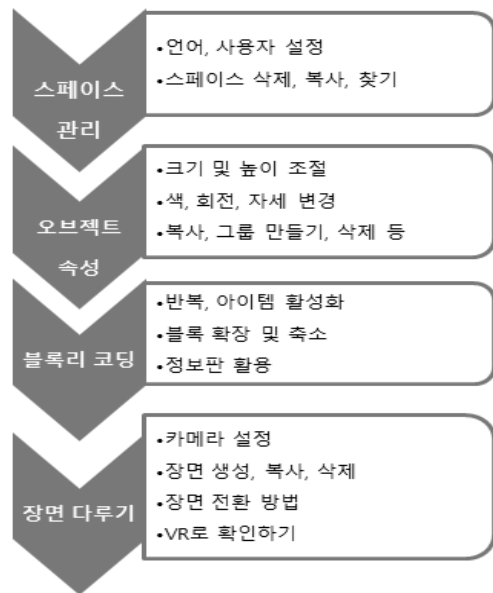 스페이스
관리
•언어, 사용자 설정
•스페이스 삭제, 복사, 찾기
오브젝트
속성
•크기 및 높이 조절
•색, 회전, 자세 변경
•복사, 그룹 만들기, 삭제 등
블록리 코딩
•반복, 아이템 활성화
•블록 확장 및 축소
•정보판 활용
장면 다루기
•카메라 설정
•장면 생성, 복사, 삭제
•장면 전환 방법
•VR로 확인하기